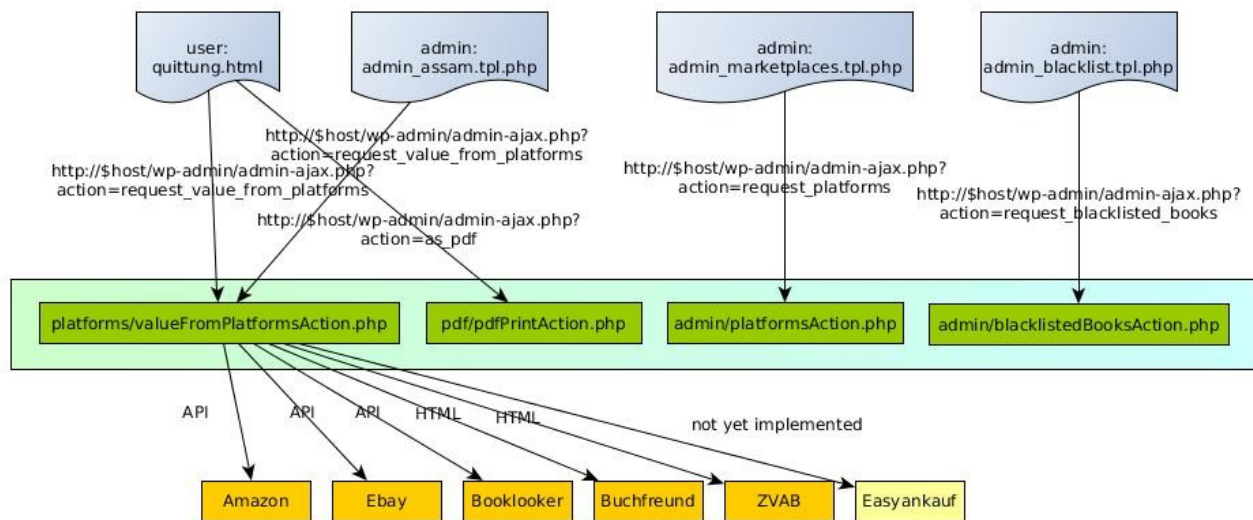 user:
quittung.html
admin:
admin_assam.tpl.php
admin:
admin_marketplaces.tpl.php
admin:
admin_blacklist.tpl.php
http://$host/wp-admin/admin-ajax.php?
action=request_value_from_platforms
http://$host/wp-admin/admin-ajax.php?
action=request_value_from_platforms
http://$host/wp-admin/admin-ajax.php?
action=as_pdf
http://$host/wp-admin/admin-ajax.php?
action=request_platforms
http://$host/wp-admin/admin-ajax.php?
action=request_blacklisted_books
platforms/valueFromPlatformsAction.php
pdf/pdfPrintAction.php
admin/platformsAction.php
admin/blacklistedBooksAction.php
API
API
API
HTML
HTML
not yet implemented
Amazon
Ebay
Booklooker
Buchfreund
ZVAB
Easyankauf